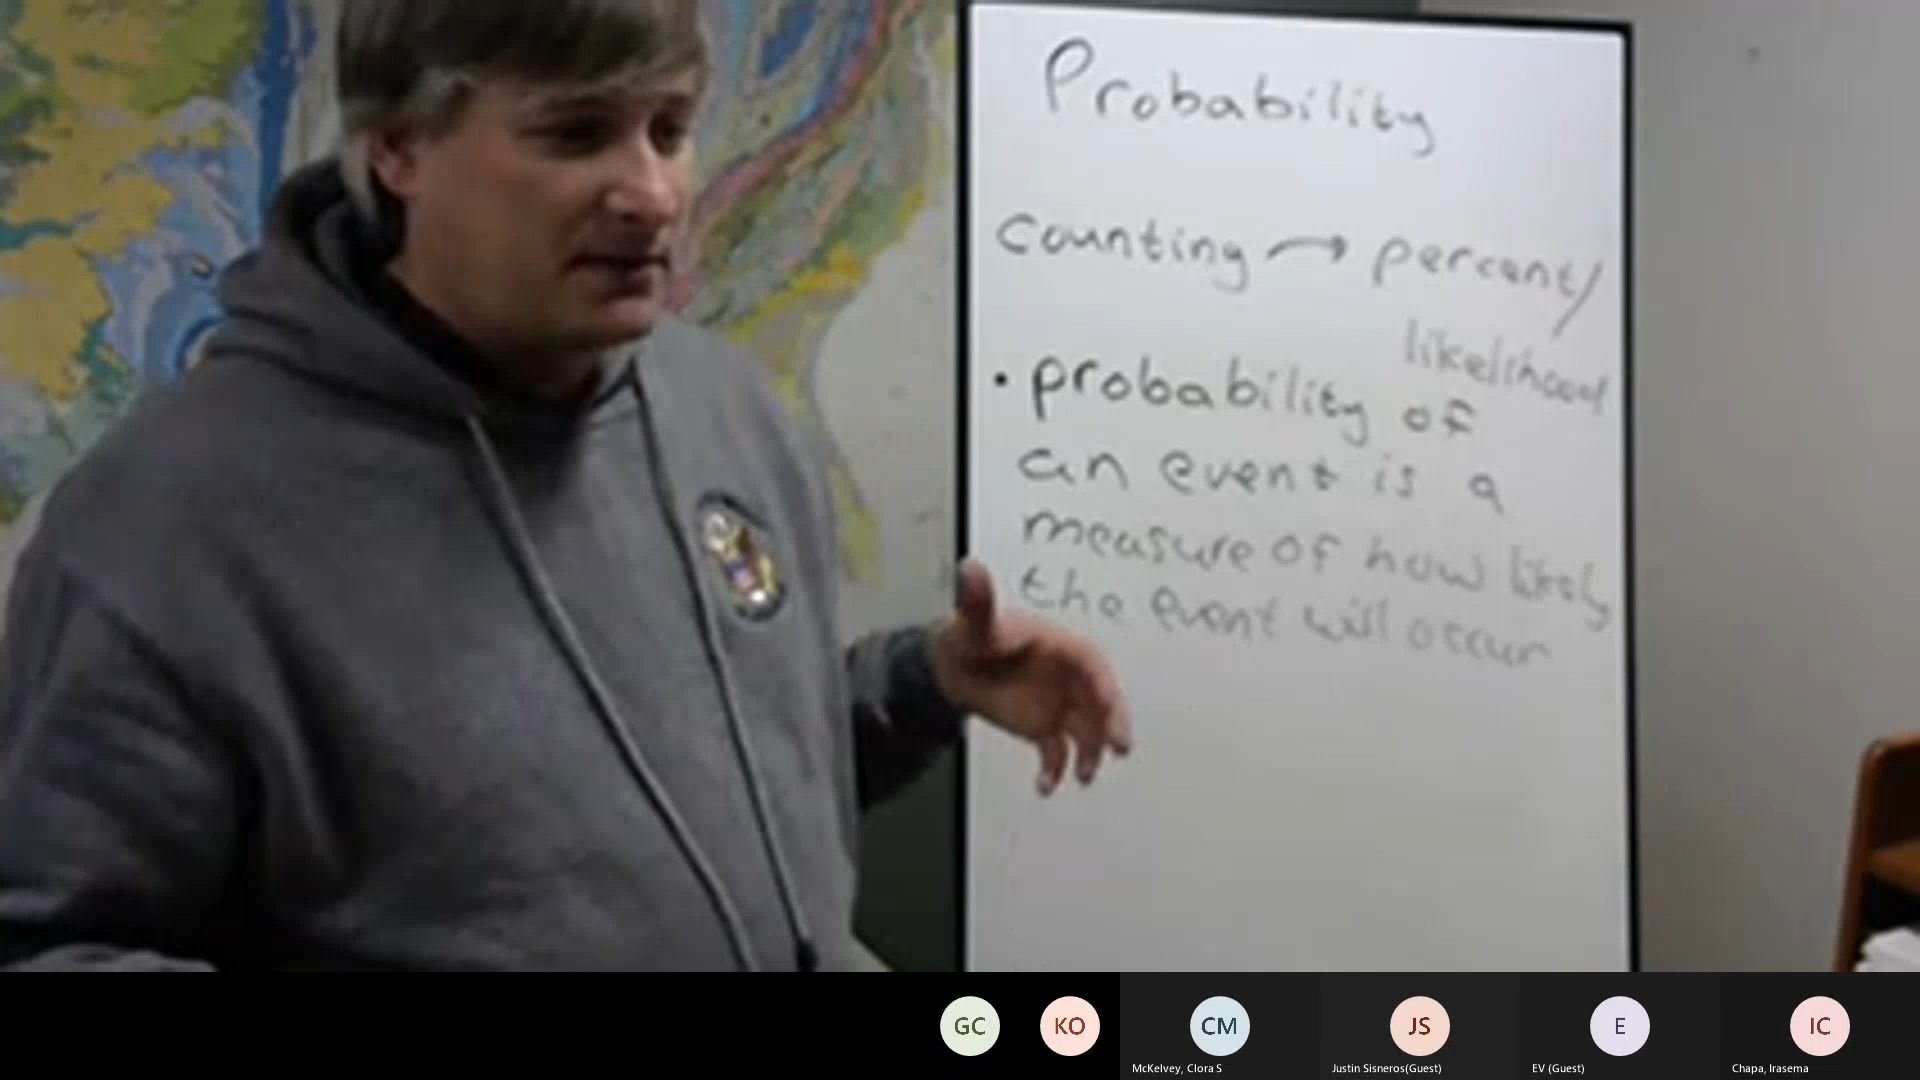 Probability
counting → percent/
likelihood
• probability of
an event is a
measure of how likely
the event will occur
GC
KO
CM
JS
E
IC
McKelvey, Clora S
Justin Sisneros(Guest)
EV (Guest)
Chapa, Irasema